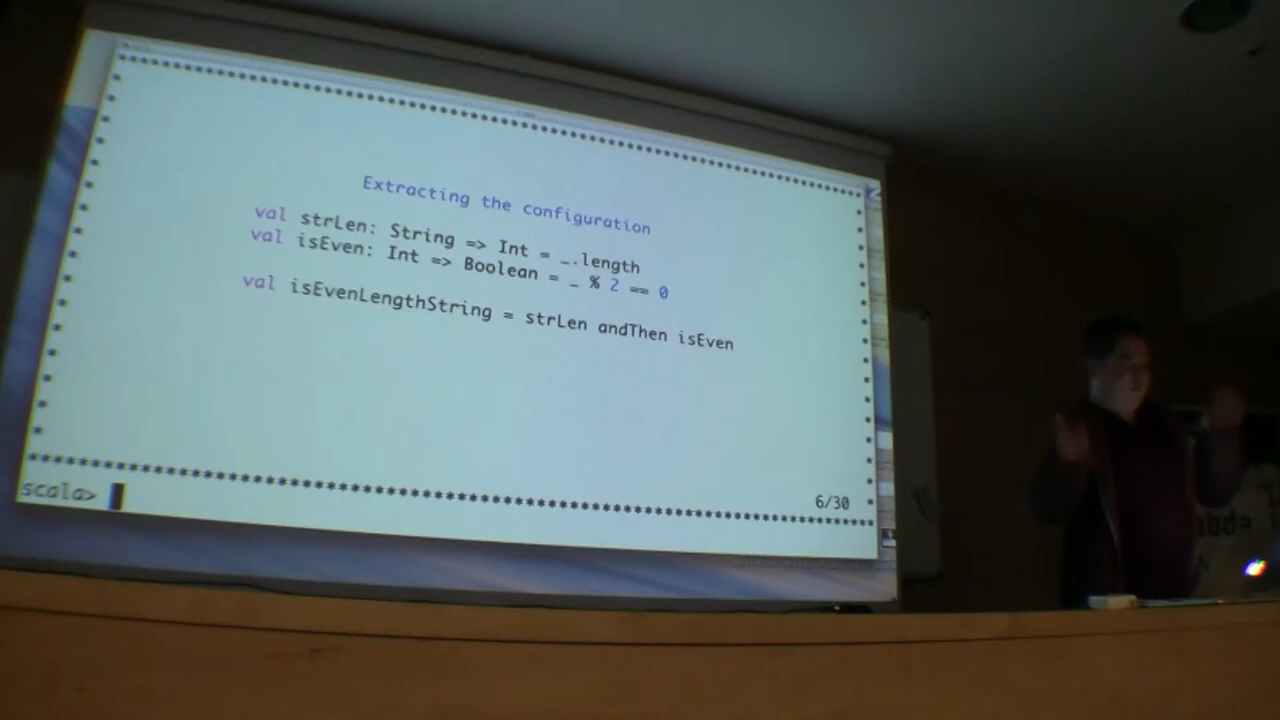 Extracting the configuration
val strLen: String => Int = _.length
val isEven: Int => Boolean = _ % 2 == 0
val isEvenLengthString = strLen andThen isEven
6/30
scala>